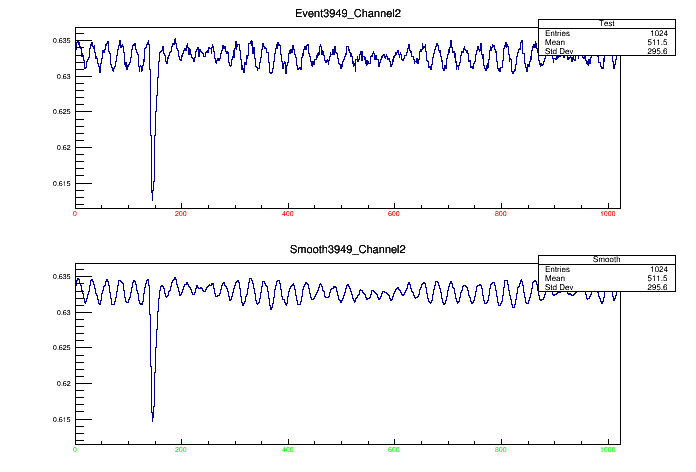 Event3949_Channel2
Test
Entries 1024
Mean 511.5
Std Dev 295.6
0.635
0.63
0.625
0.62
0.615
0 200 400 600 800 1000
Smooth3949_Channel2
Smooth
Entries 1024
Mean 511.5
Std Dev 295.6
0.635
0.63
0.625
0.62
0.615
0 200 400 600 800 1000